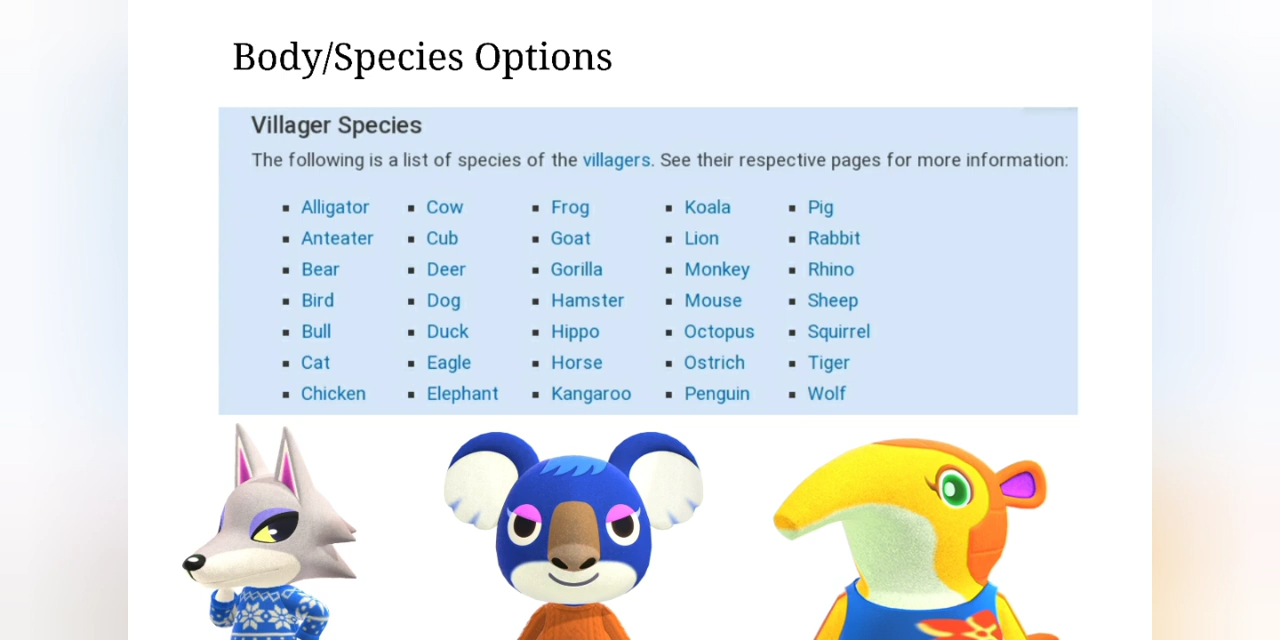 Body/Species Options
Villager Species
The following is a list of species of the villagers. See their respective pages for more information:
▪ Alligator ▪ Cow ▪ Frog ▪ Koala ▪ Pig
▪ Anteater ▪ Cub ▪ Goat ▪ Lion ▪ Rabbit
▪ Bear ▪ Deer ▪ Gorilla ▪ Monkey ▪ Rhino
▪ Bird ▪ Dog ▪ Hamster ▪ Mouse ▪ Sheep
▪ Bull ▪ Duck ▪ Hippo ▪ Octopus ▪ Squirrel
▪ Cat ▪ Eagle ▪ Horse ▪ Ostrich ▪ Tiger
▪ Chicken ▪ Elephant ▪ Kangaroo ▪ Penguin ▪ Wolf